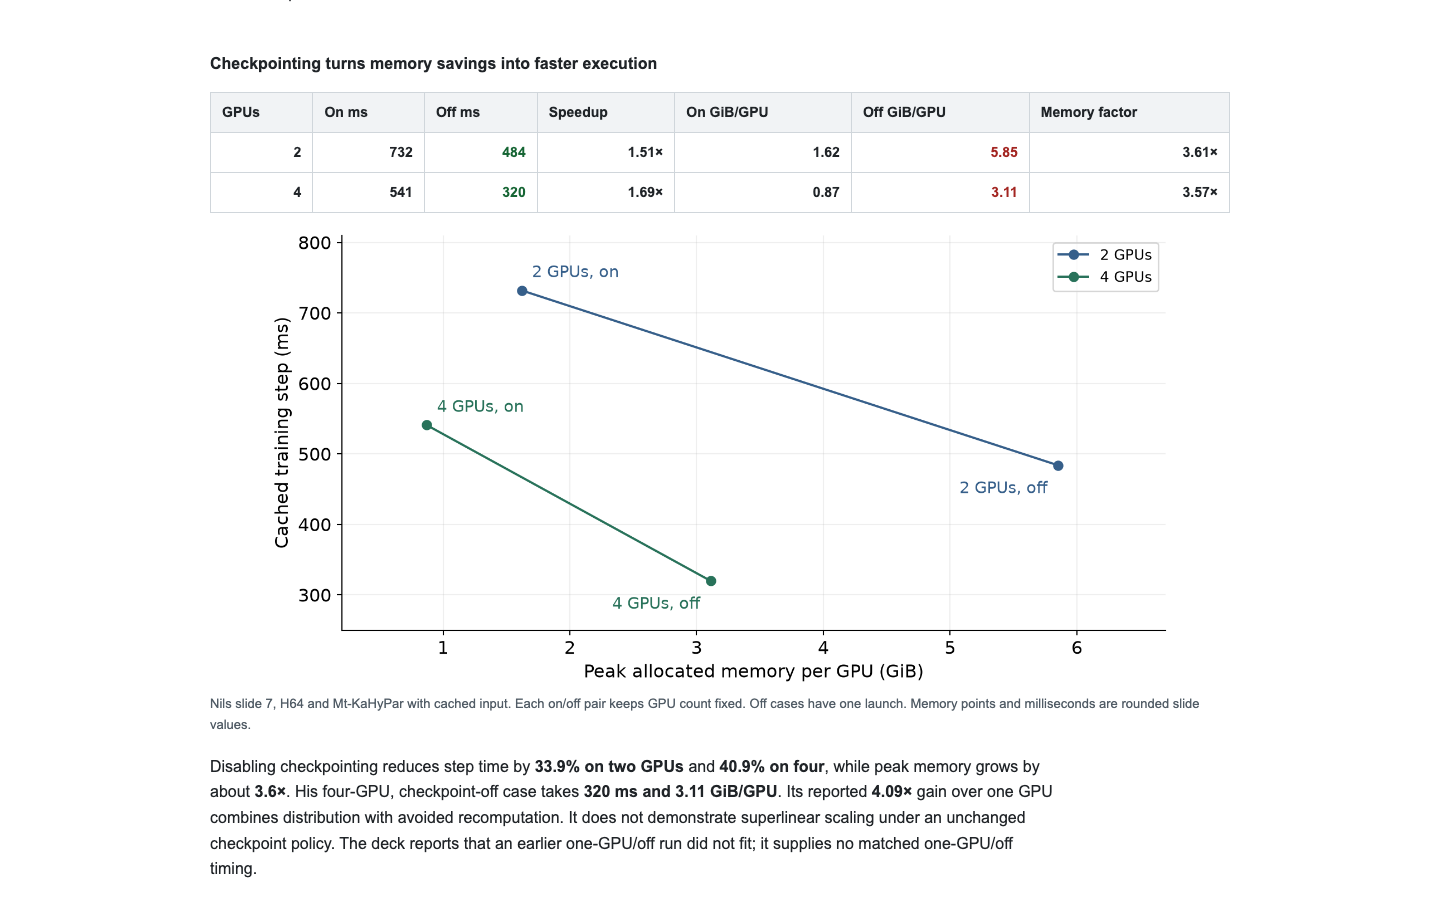 Checkpointing turns memory savings into faster execution
GPUs On ms Off ms Speedup On GiB/GPU Off GiB/GPU Memory factor
2 732 484 1.51× 1.62 5.85 3.61×
4 541 320 1.69× 0.87 3.11 3.57×
800
700
600
500
400
300
Cached training step (ms)
2 GPUs, on
4 GPUs, on
2 GPUs, off
4 GPUs, off
2 GPUs
4 GPUs
1 2 3 4 5 6
Peak allocated memory per GPU (GiB)
Nils slide 7, H64 and Mt-KaHyPar with cached input. Each on/off pair keeps GPU count fixed. Off cases have one launch. Memory points and milliseconds are rounded slide
values.
Disabling checkpointing reduces step time by 33.9% on two GPUs and 40.9% on four, while peak memory grows by
about 3.6×. His four-GPU, checkpoint-off case takes 320 ms and 3.11 GiB/GPU. Its reported 4.09× gain over one GPU
combines distribution with avoided recomputation. It does not demonstrate superlinear scaling under an unchanged
checkpoint policy. The deck reports that an earlier one-GPU/off run did not fit; it supplies no matched one-GPU/off
timing.